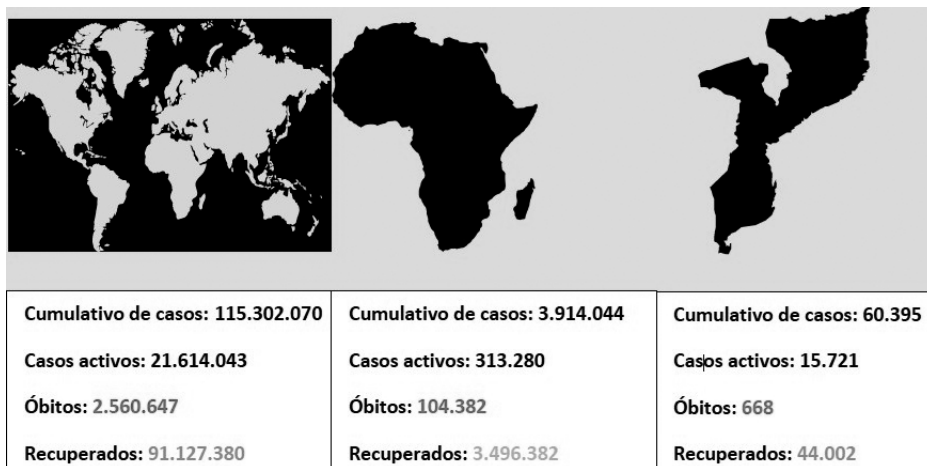 Cumulativo de casos: 115.302.070
Casos activos: 21.614.043
Óbitos: 2.560.647
Recuperados: 91.127.380
Cumulativo de casos: 3.914.044
Casos activos: 313.280
Óbitos: 104.382
Recuperados: 3.496.382
Cumulativo de casos: 60.395
Casos activos: 15.721
Óbitos: 668
Recuperados: 44.002